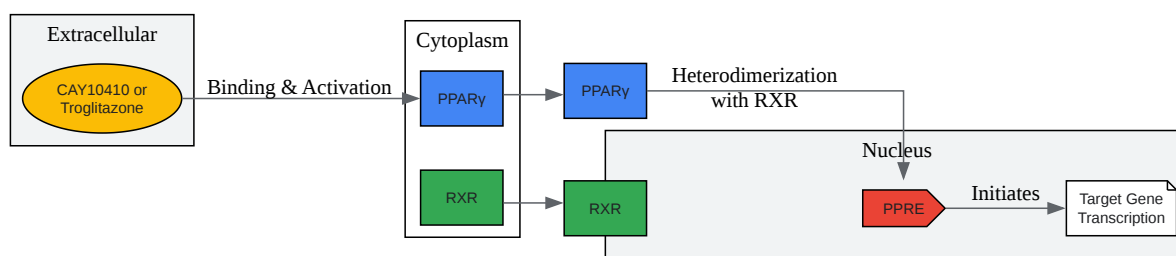 Extracellular
CAY10410 or
Troglitazone
Binding & Activation
Cytoplasm
PPARγ
RXR
PPARγ
RXR
Heterodimerization
with RXR
Nucleus
PPRE
Initiates
Target Gene
Transcription